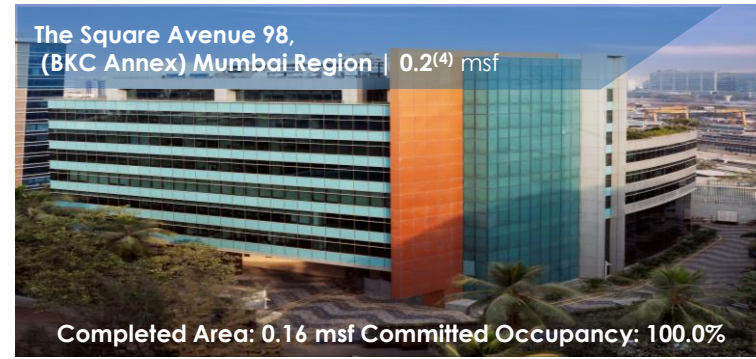 The Square Avenue 98,
(BKC Annex) Mumbai Region | 0.2(4) msf
Completed Area: 0.16 msf Committed Occupancy: 100.0%